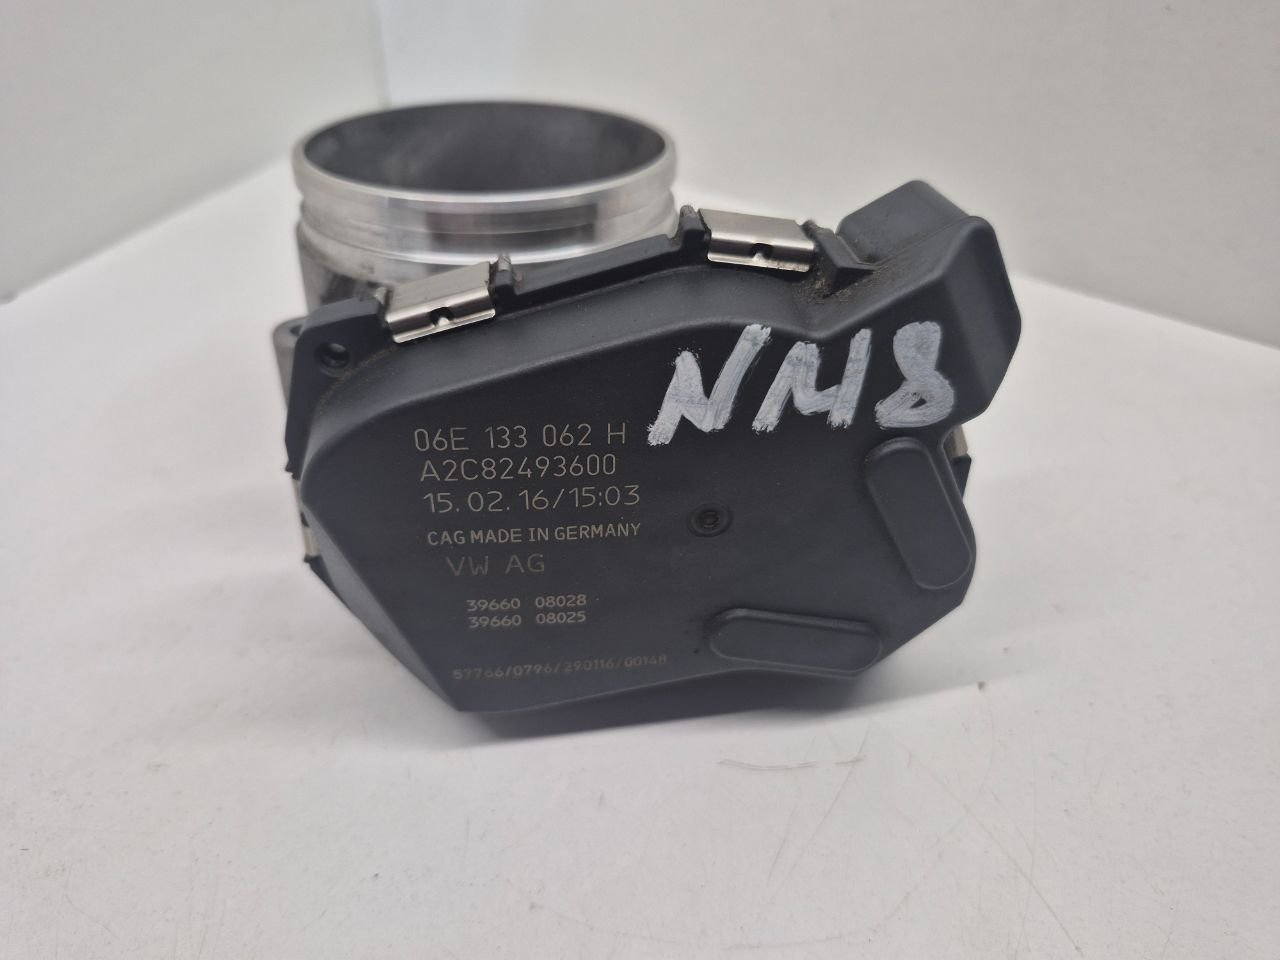 NM8
06E 133 062 H
A2C82493600
15.02.16/15:03
CAG MADE IN GERMANY
VW AG
39660 08028
39660 08025
57766/0796/290116/00148